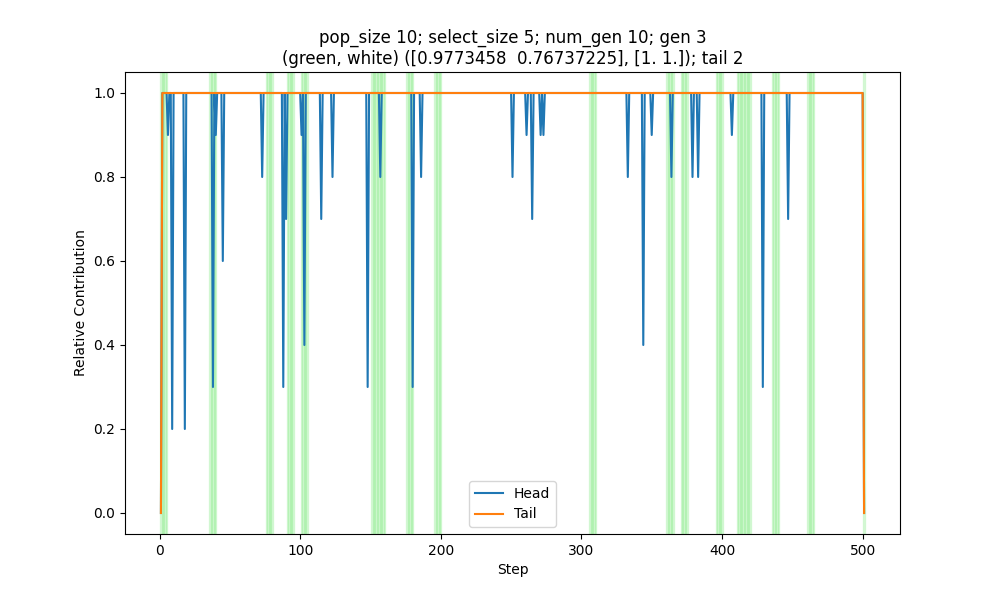 pop_size 10; select_size 5; num_gen 10; gen 3
(green, white) ([0.9773458  0.76737225], [1. 1.]); tail 2
1.0
0.8
0.6
0.4
0.2
0.0
Relative Contribution
Head
Tail
0
100
200
300
400
500
Step